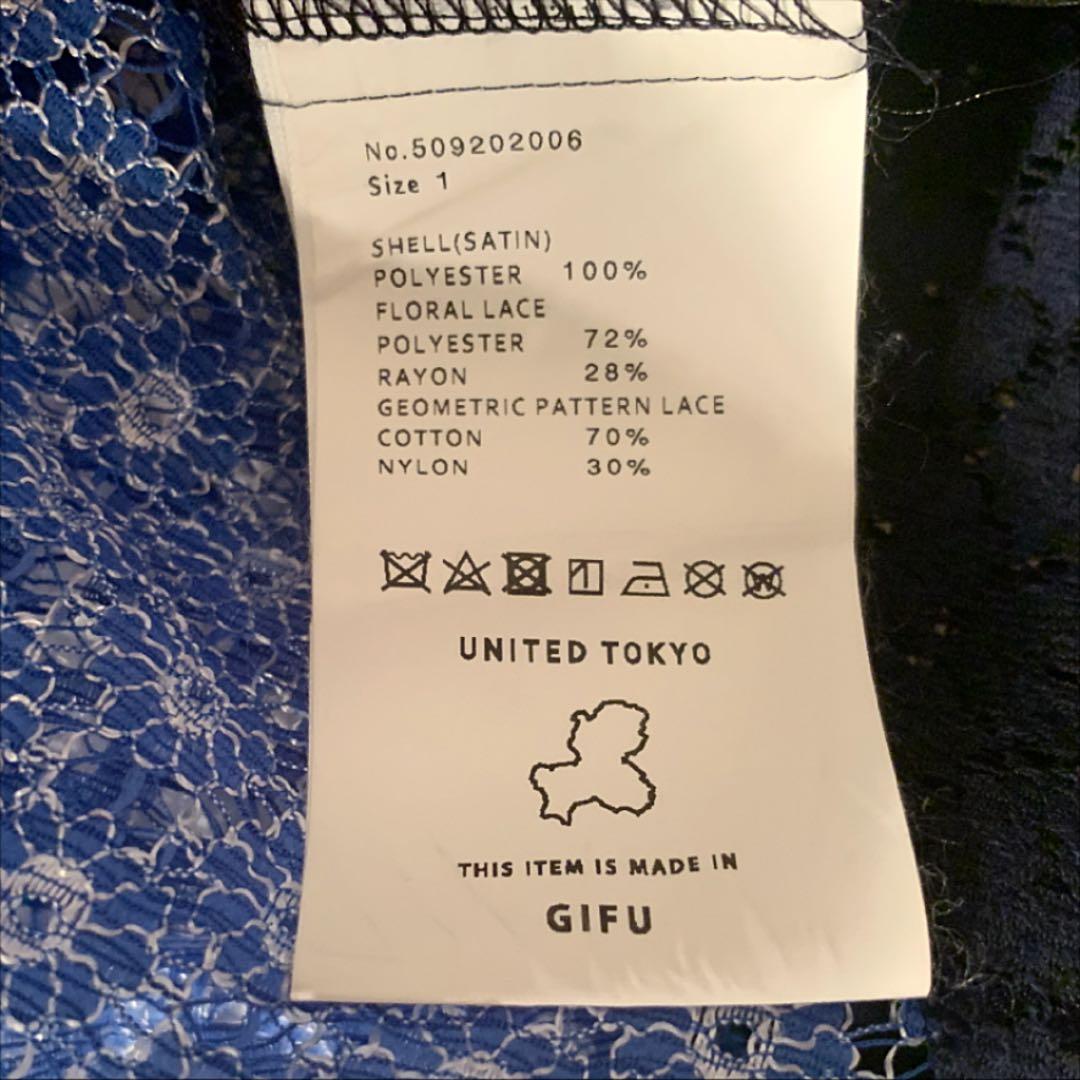 No.509202006
Size 1
SHELL(SATIN)
POLYESTER 100%
FLORAL LACE
POLYESTER 72%
RAYON 28%
GEOMETRIC PATTERN LACE
COTTON 70%
NYLON 30%
W
UNITED TOKYO
THIS ITEM IS MADE IN
GIFU